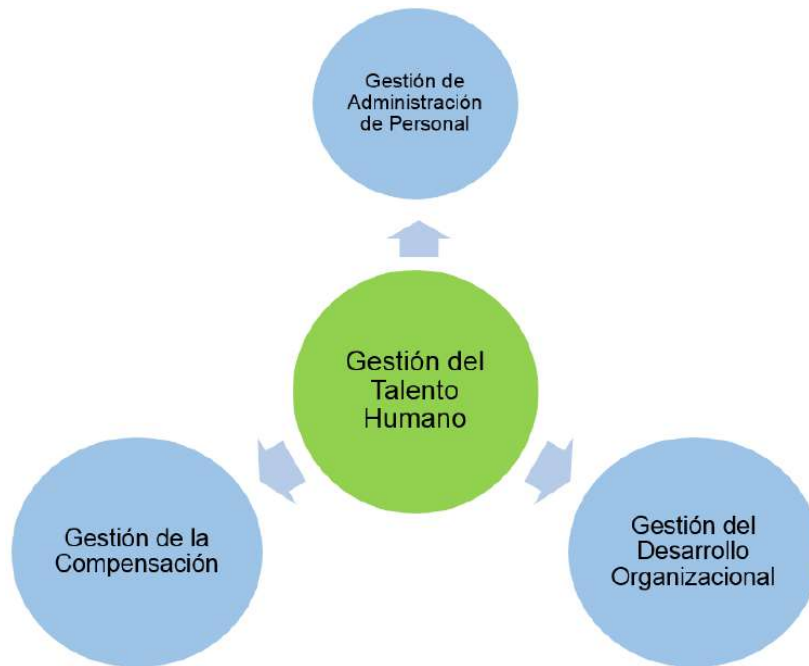 Gestión de
Administración
de Personal
Gestión del
Talento
Humano
Gestión de la
Compensación
Gestión del
Desarrollo
Organizacional